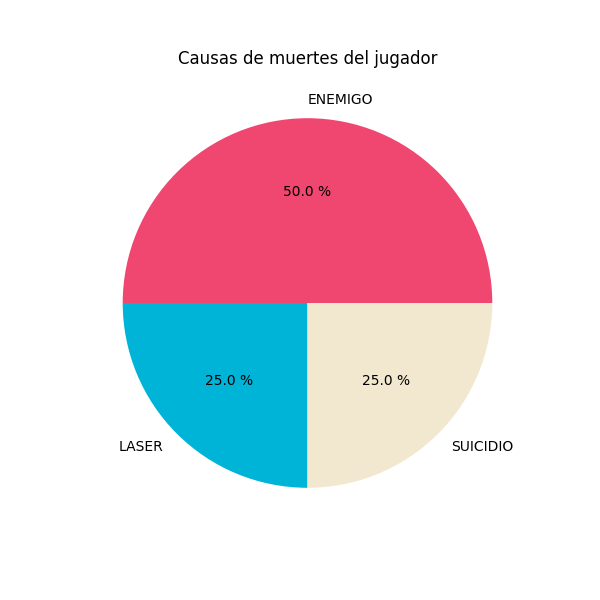 Causas de muertes del jugador
ENEMIGO
50.0 %
25.0 %
25.0 %
LASER
SUICIDIO